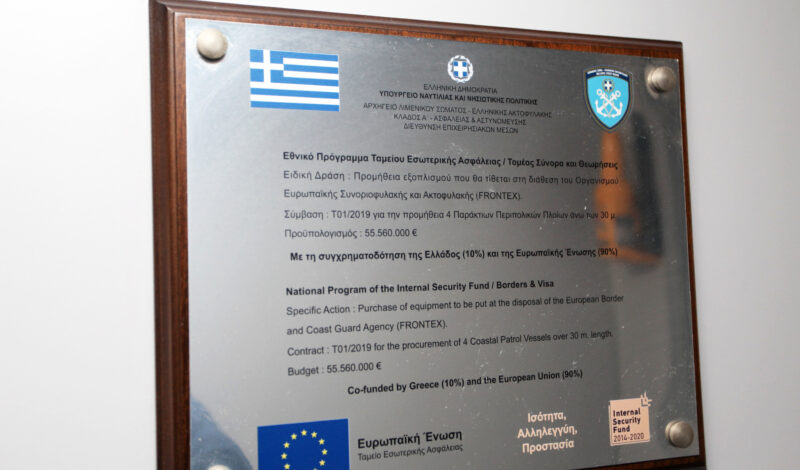 ΕΛΛΗΝΙΚΗ ΔΗΜΟΚΡΑΤΙΑ
ΥΠΟΥΡΓΕΙΟ ΝΑΥΤΙΛΙΑΣ ΚΑΙ ΝΗΣΙΩΤΙΚΗΣ ΠΟΛΙΤΙΚΗΣ
ΑΡΧΗΓΕΙΟ ΛΙΜΕΝΙΚΟΥ ΣΩΜΑΤΟΣ - ΕΛΛΗΝΙΚΗΣ ΑΚΤΟΦΥΛΑΚΗΣ
ΚΛΑΔΟΣ Α' - ΑΣΦΑΛΕΙΑΣ & ΑΣΤΥΝΟΜΕΥΣΗΣ
ΔΙΕΥΘΥΝΣΗ ΕΠΙΧΕΙΡΗΣΙΑΚΩΝ ΜΕΣΩΝ
Εθνικό Πρόγραμμα Ταμείου Εσωτερικής Ασφάλειας / Τομέας Σύνορα και Θεωρήσεις
Ειδική Δράση : Προμήθεια εξοπλισμού που θα τίθεται στη διάθεση του Οργανισμού
Ευρωπαϊκής Συνοριοφυλακής και Ακτοφυλακής (FRONTEX).
Σύμβαση : Τ01/2019 για την προμήθεια 4 Παράκτιων Περιπολικών Πλοίων άνω των 30 μ.
Προϋπολογισμός : 55.560.000 €
Με τη συγχρηματοδότηση της Ελλάδος (10%) και της Ευρωπαϊκής Ένωσης (90%)
National Program of the Internal Security Fund / Borders & Visa
Specific Action : Purchase of equipment to be put at the disposal of the European Border
and Coast Guard Agency (FRONTEX).
Contract : T01/2019 for the procurement of 4 Coastal Patrol Vessels over 30 m. length.
Budget : 55.560.000 €
Co-funded by Greece (10%) and the European Union (90%)
Ευρωπαϊκή Ένωση
Ταμείο Εσωτερικής Ασφάλειας
Ισότητα,
Αλληλεγγύη,
Προστασία
Internal
Security
Fund
2014-2020